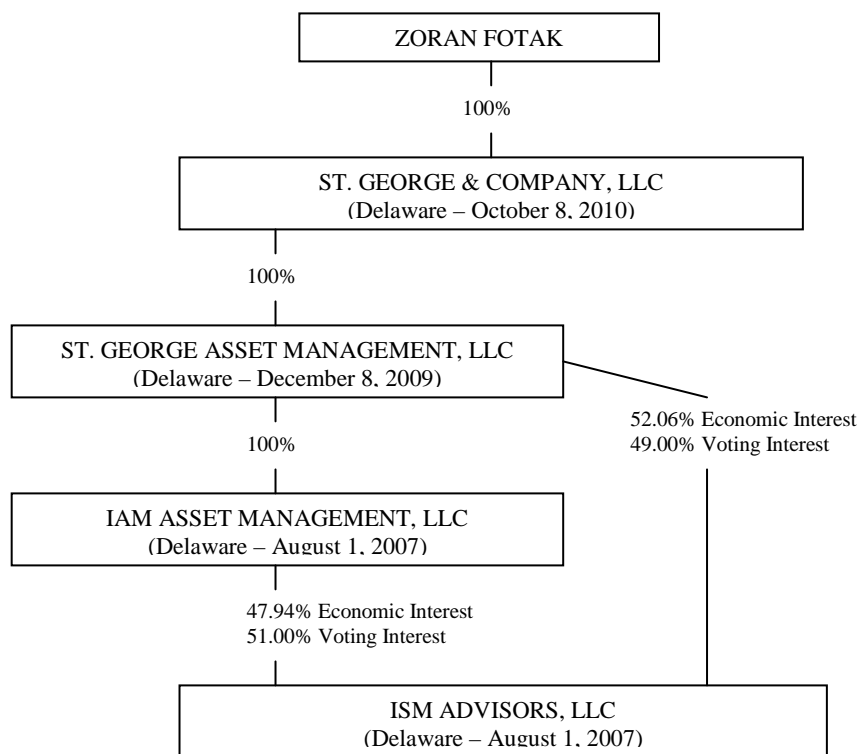 ZORAN FOTAK
100%
ST. GEORGE & COMPANY, LLC
(Delaware – October 8, 2010)
100%
ST. GEORGE ASSET MANAGEMENT, LLC
(Delaware – December 8, 2009)
52.06% Economic Interest
49.00% Voting Interest
100%
IAM ASSET MANAGEMENT, LLC
(Delaware – August 1, 2007)
47.94% Economic Interest
51.00% Voting Interest
ISM ADVISORS, LLC
(Delaware – August 1, 2007)